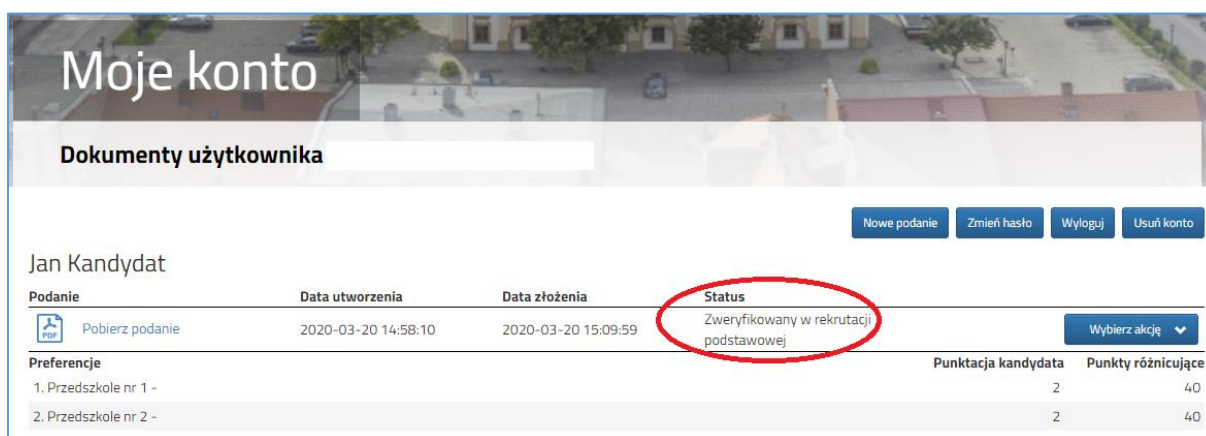 Moje konto
Dokumenty użytkownika
Nowe podanie Zmień hasło Wyloguj Usuń konto
Jan Kandydat
Podanie Data utworzenia Data złożenia Status
PDF Pobierz podanie 2020-03-20 14:58:10 2020-03-20 15:09:59 Zweryfikowany w rekrutacji
podstawowej Wybierz akcję
Preferencje Punktacja kandydata Punkty różnicujące
1. Przedszkole nr 1 - 2 40
2. Przedszkole nr 2 - 2 40